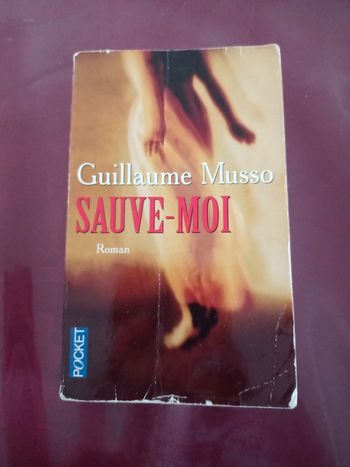 Guillaume Musso
SAUVE-MOI
Roman
POCKET